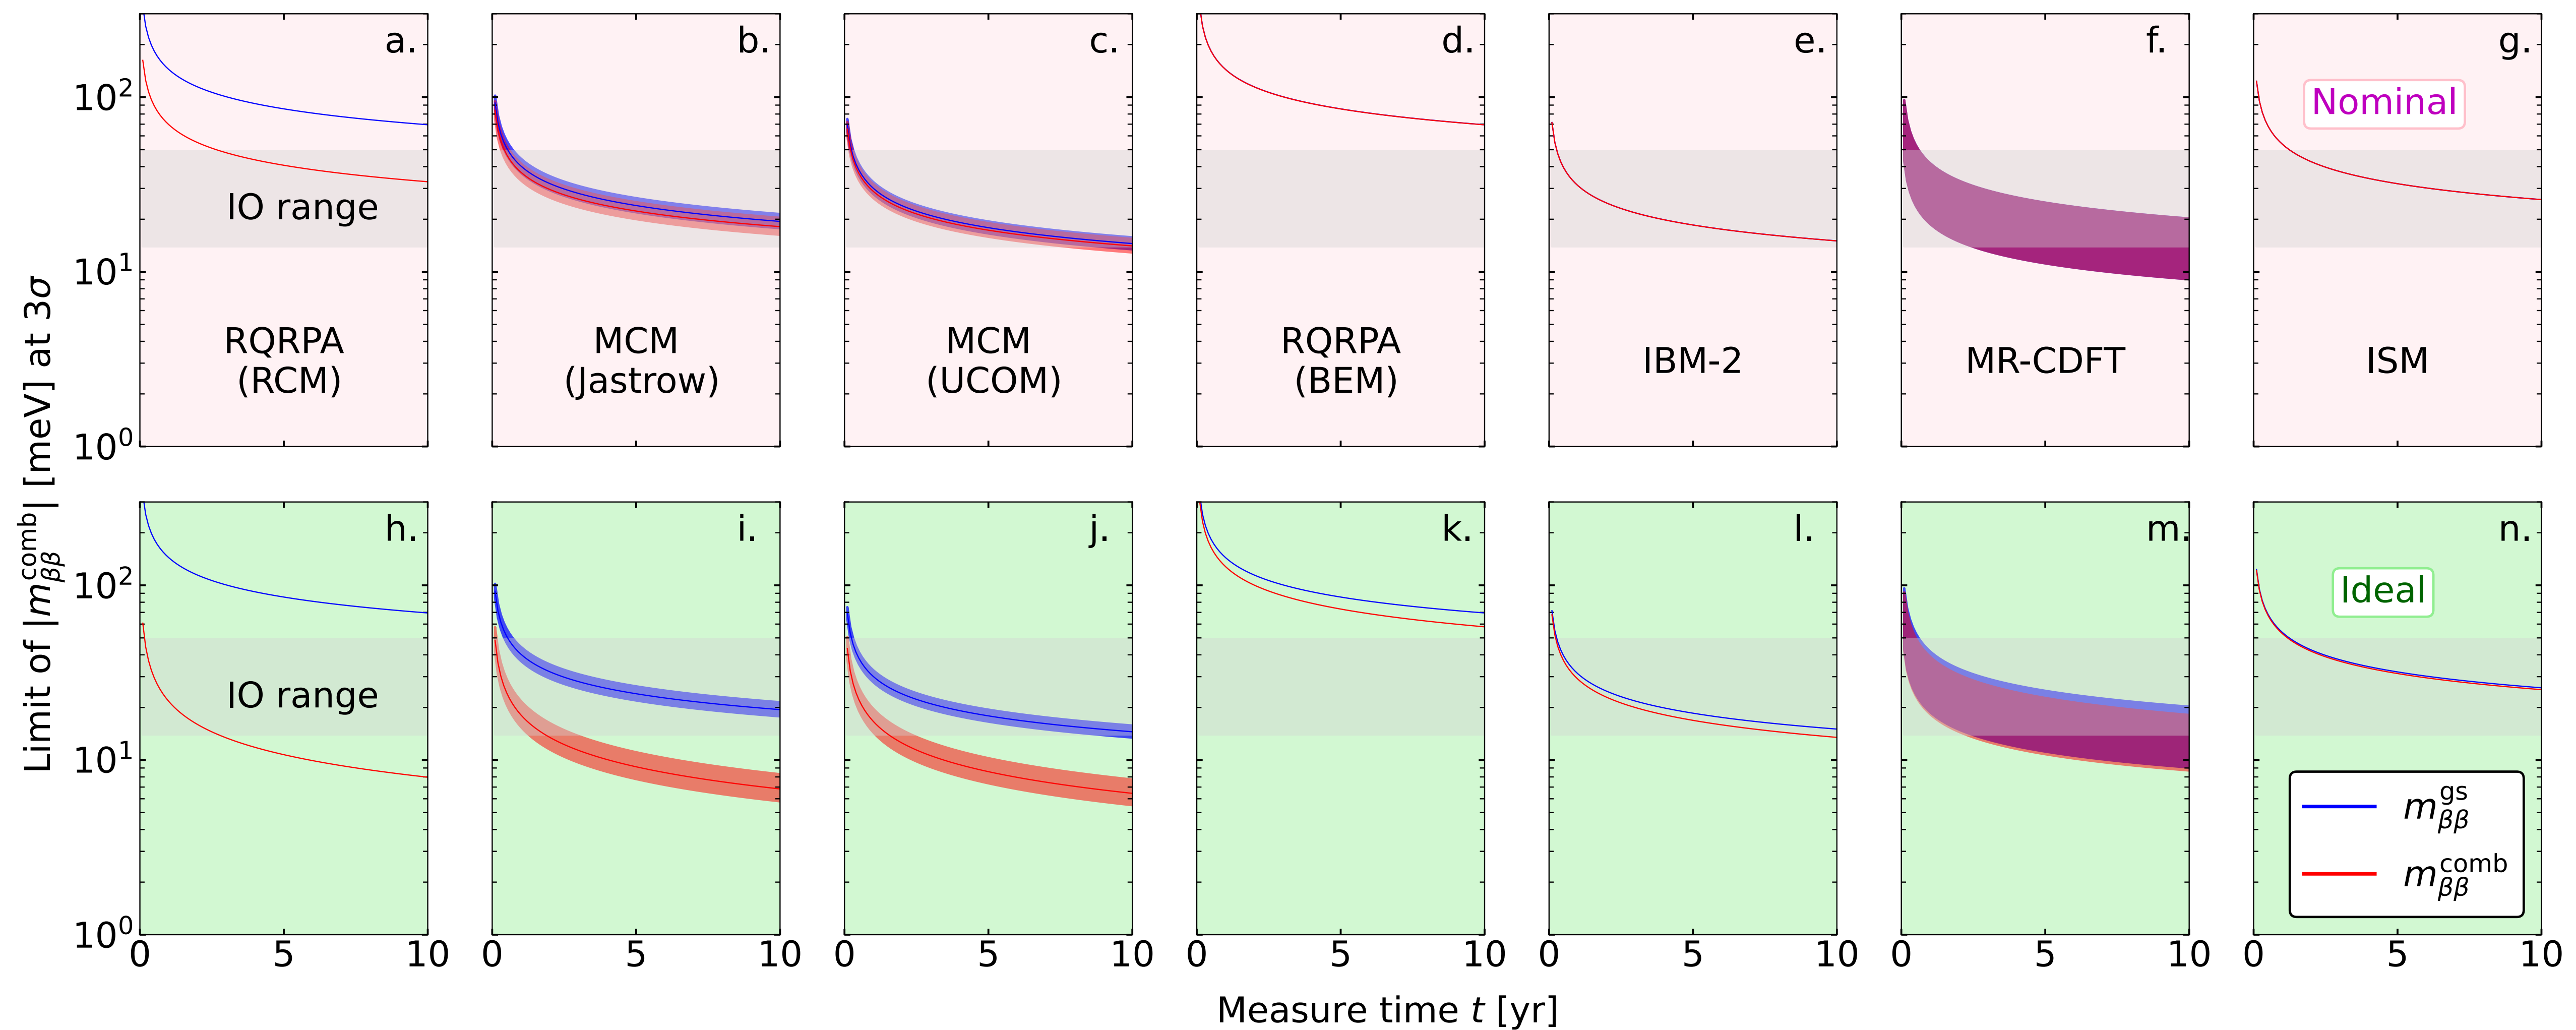 Limit of |m_ββ^comb| [meV] at 3σ
10²
10¹
10⁰
a.
IO range
RQRPA
(RCM)
b.
MCM
(Jastrow)
c.
MCM
(UCOM)
d.
RQRPA
(BEM)
e.
IBM-2
f.
MR-CDFT
g.
Nominal
ISM
10²
10¹
10⁰
h.
IO range
i.
j.
k.
l.
m.
n.
Ideal
m_ββ^gs
m_ββ^comb
0 5 10
0 5 10
0 5 10
0 5 10
0 5 10
0 5 10
0 5 10
Measure time t [yr]